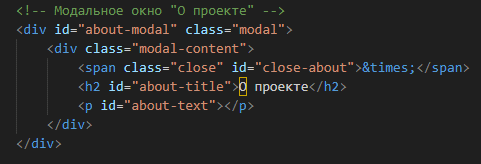 <!-- Модальное окно "О проекте" -->
<div id="about-modal" class="modal">
    <div class="modal-content">
        <span class="close" id="close-about">&times;</span>
        <h2 id="about-title">О проекте</h2>
        <p id="about-text"></p>
    </div>
</div>